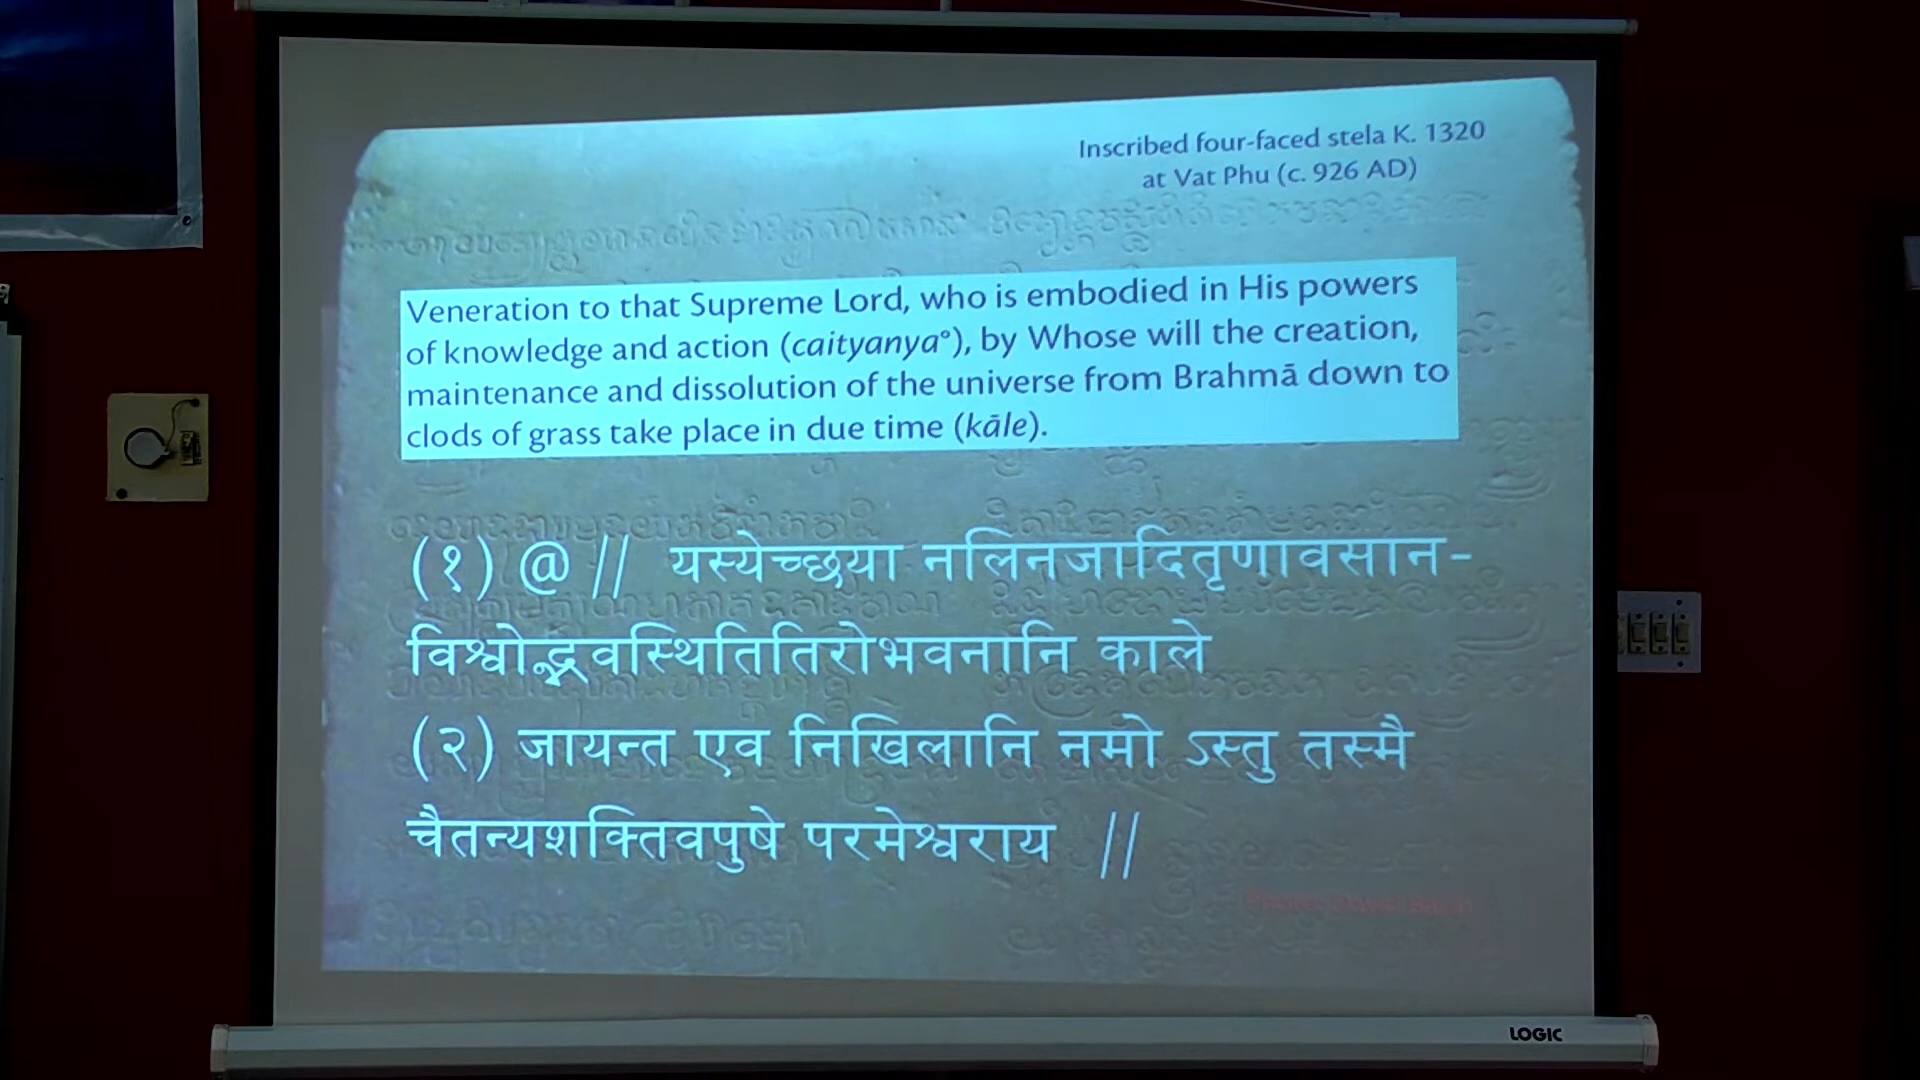 Inscribed four-faced stela K. 1320
at Vat Phu (c. 926 AD)
Veneration to that Supreme Lord, who is embodied in His powers
of knowledge and action (caityanya°), by Whose will the creation,
maintenance and dissolution of the universe from Brahmā down to
clods of grass take place in due time (kāle).
(१) @ // यस्येच्छया नलिनजादितृणावसान-
विश्वोद्भवस्थितितिरोभवनानि काले
(२) जायन्त एव निखिलानि नमो ऽस्तु तस्मै
चैतन्यशक्तिवपुषे परमेश्वराय //
LOGIC